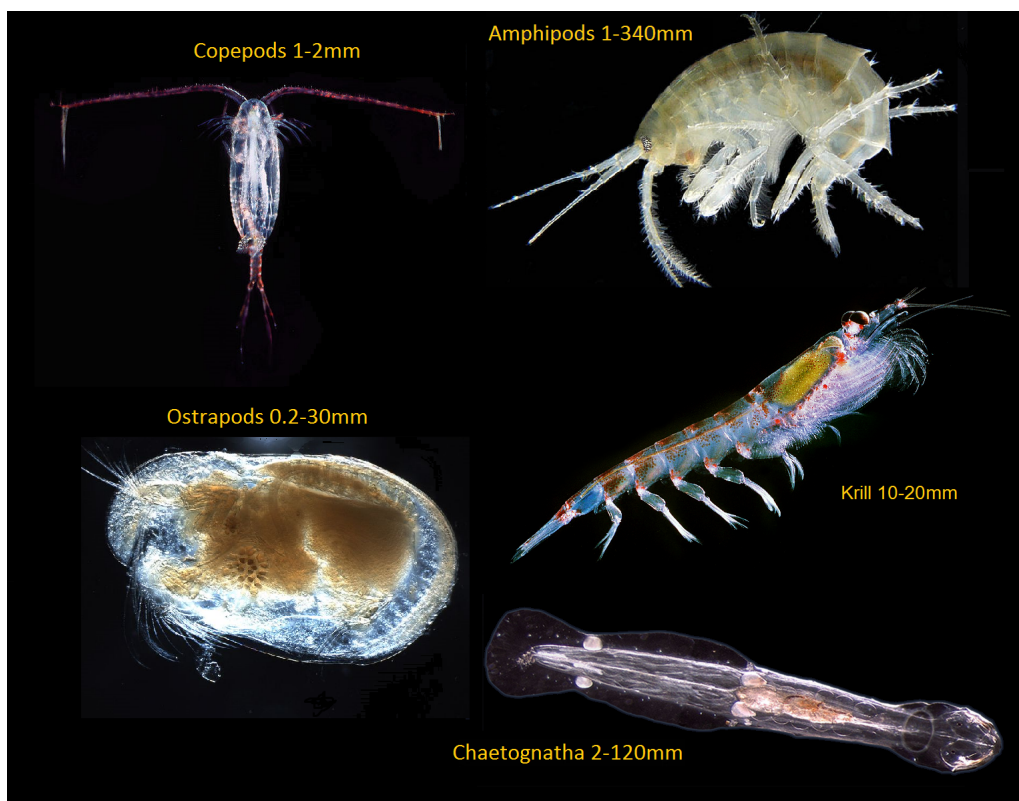 Copepods 1-2mm
Amphipods 1-340mm
Ostrapods 0.2-30mm
Krill 10-20mm
Chaetognatha 2-120mm